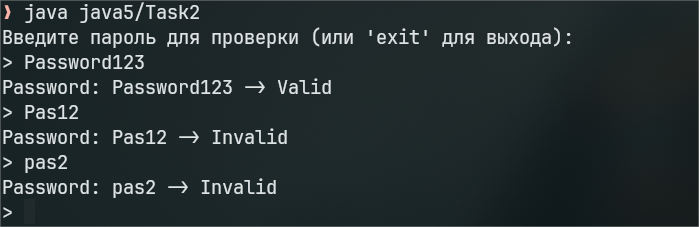 ❯ java java5/Task2
Введите пароль для проверки (или 'exit' для выхода):
> Password123
Password: Password123 -> Valid
> Pas12
Password: Pas12 -> Invalid
> pas2
Password: pas2 -> Invalid
>